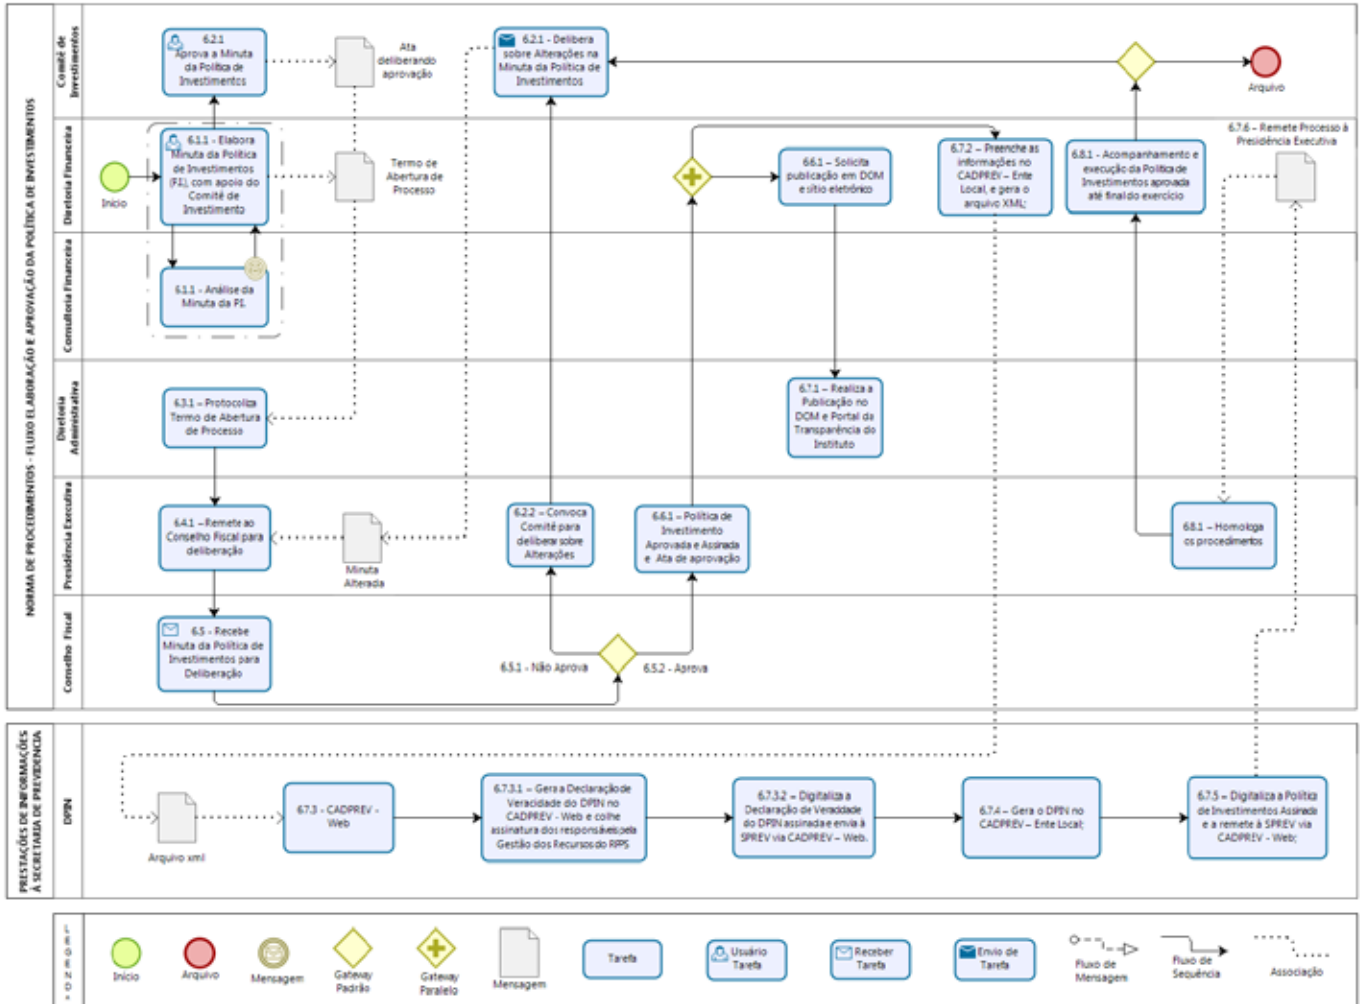 NORMA DE PROCEDIMENTOS - FLUXO ELABORAÇÃO E APROVAÇÃO DA POLÍTICA DE INVESTIMENTOS
Comitê de
Investimentos
6.2.1
Aprova a Minuta
da Política de
Investimentos
Ata
deliberando
aprovação
6.2.1 - Delibera
sobre Alterações na
Minuta da Política de
Investimentos
Arquivo
Diretoria Financeira
Início
6.1.1 - Elabora
Minuta da Política
de Investimentos
(P.I.), com apoio do
Comitê de
Investimento
Termo de
Abertura de
Processo
6.6.1 – Solicita
publicação em DOM
e sítio eletrônico
6.7.2 – Preenche as
informações no
CADPREV – Ente
Local, e gera o
arquivo XML;
6.8.1 - Acompanhamento e
execução da Política de
Investimentos aprovada
até final do exercício
6.7.6 – Remete Processo à
Presidência Executiva
Consultoria Financeira
6.1.1 - Análise da
Minuta da P.I.
Diretoria
Administrativa
6.3.1 – Protocoliza
Termo de Abertura
de Processo
6.7.1 – Realiza a
Publicação no
DOM e Portal da
Transparência do
Instituto
Presidência Executiva
6.4.1 – Remete ao
Conselho Fiscal para
deliberação
Minuta
Alterada
6.2.2 – Convoca
Comitê para
deliberar sobre
Alterações
6.6.1 – Política de
Investimento
Aprovada e Assinada
e Ata de aprovação
6.8.1 – Homologa
os procedimentos
Conselho Fiscal
6.5 - Recebe
Minuta da Política de
Investimentos para
Deliberação
6.5.1 - Não Aprova
6.5.2 - Aprova
PRESTAÇÕES DE INFORMAÇÕES
À SECRETARIA DE PREVIDENCIA
DPIN
Arquivo xml
6.7.3 - CADPREV -
Web
6.7.3.1 – Gera a Declaração de
Veracidade do DPIN no
CADPREV - Web e colhe
assinatura dos responsáveis pela
Gestão dos Recursos do RPPS
6.7.3.2 – Digitaliza a
Declaração de Veracidade
do DPIN assinada e envia à
SPREV via CADPREV – Web.
6.7.4 – Gera o DPIN no
CADPREV – Ente Local;
6.7.5 – Digitaliza a Política
de Investimentos Assinada
e a remete à SPREV via
CADPREV - Web;
LEGENDA
Início
Arquivo
Mensagem
Gateway
Padrão
Gateway
Paralelo
Mensagem
Tarefa
Usuário
Tarefa
Receber
Tarefa
Envio de
Tarefa
Fluxo de
Mensagem
Fluxo de
Sequência
Associação